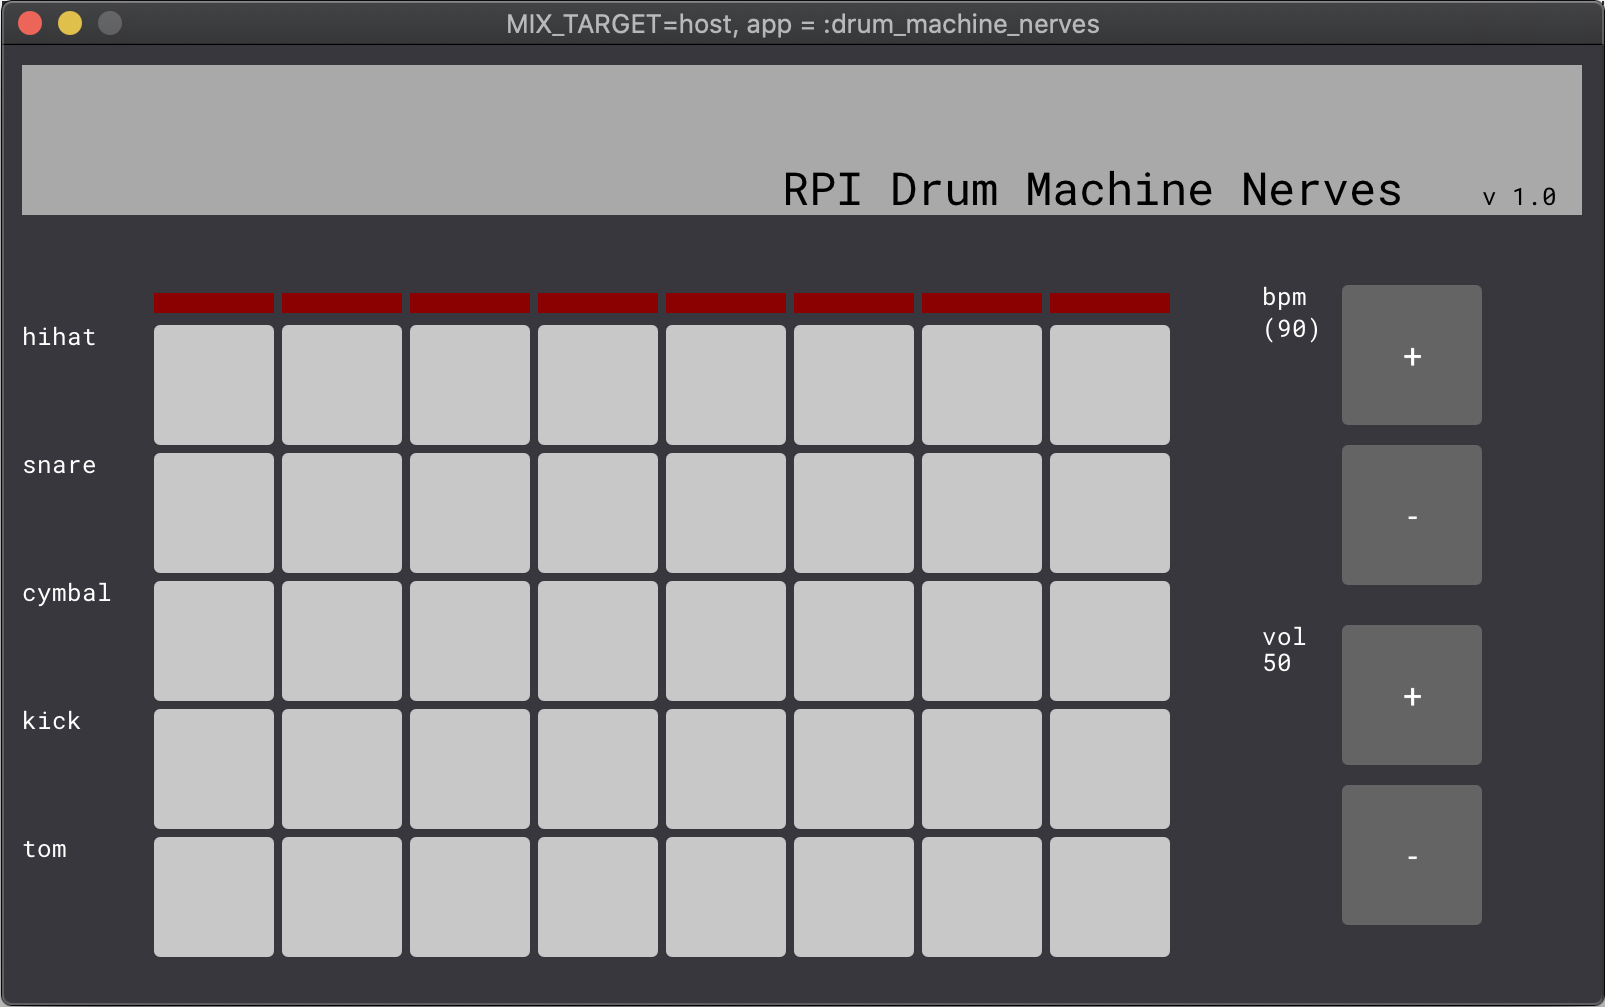 MIX_TARGET=host, app = :drum_machine_nerves
RPI Drum Machine Nerves v 1.0
hihat
snare
cymbal
kick
tom
bpm
(90)
+
-
vol
50
+
-